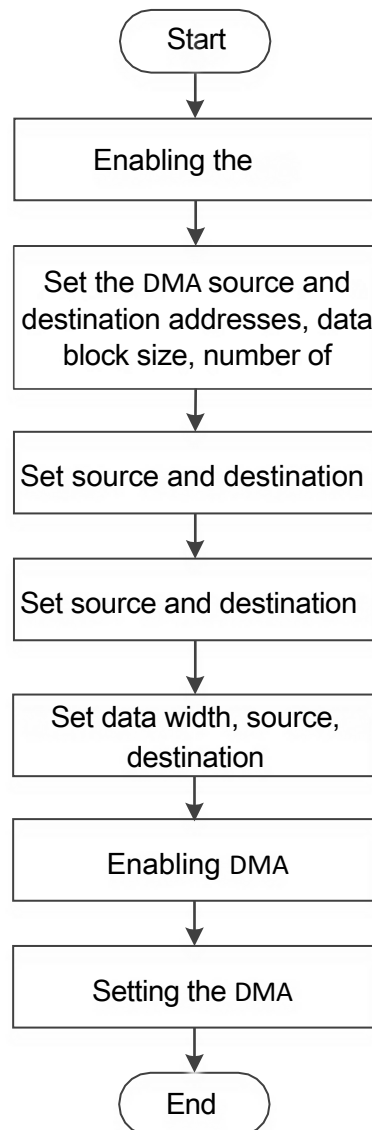 Start
Enabling the
Set the DMA source and
destination addresses, data
block size, number of
Set source and destination
Set source and destination
Set data width, source,
destination
Enabling DMA
Setting the DMA
End